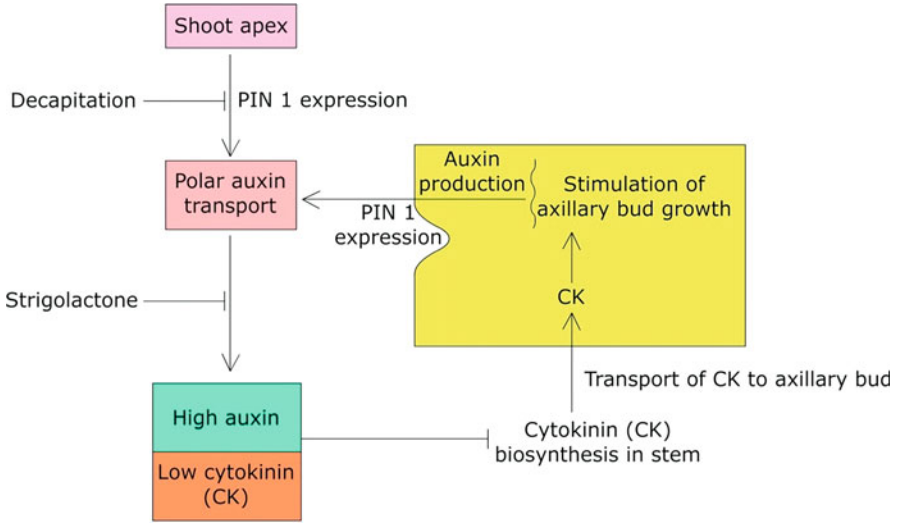 Shoot apex
Decapitation
PIN 1 expression
Polar auxin
transport
Auxin
production
Stimulation of
axillary bud growth
PIN 1
expression
Strigolactone
CK
Transport of CK to axillary bud
High auxin
Low cytokinin
(CK)
Cytokinin (CK)
biosynthesis in stem